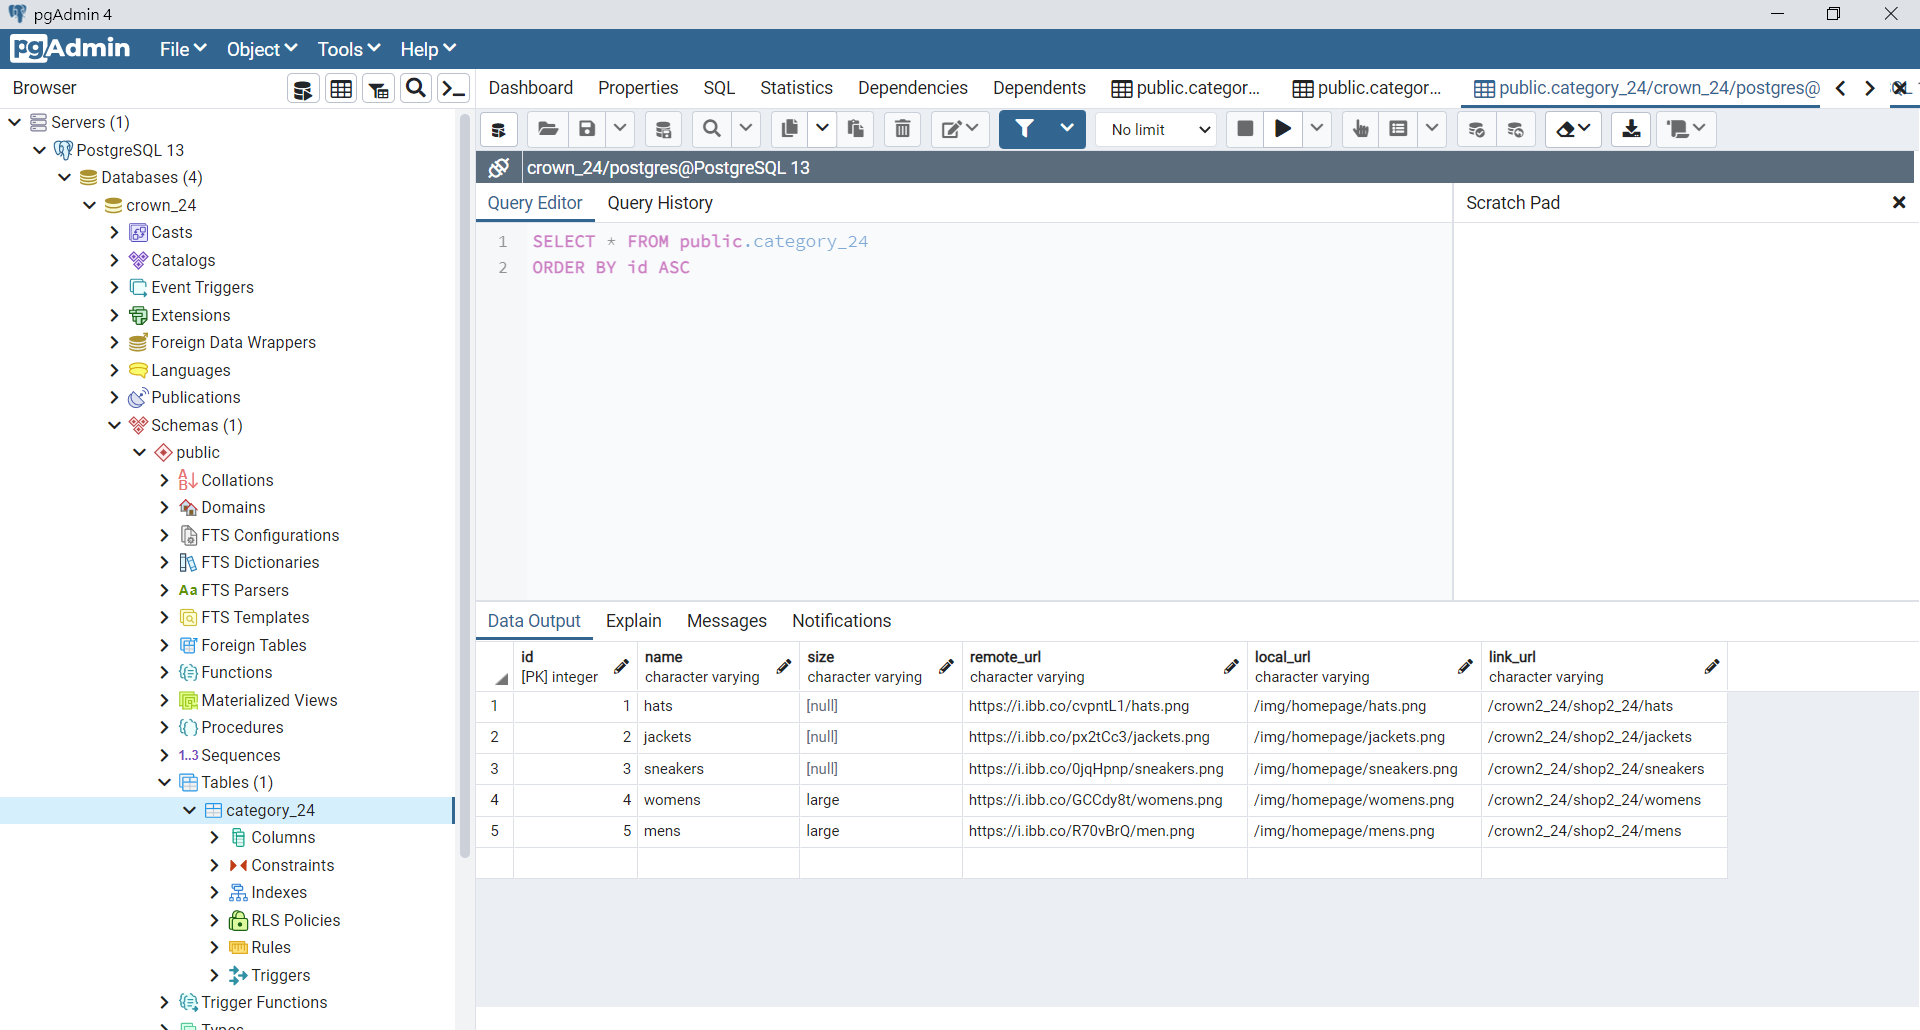 pgAdmin 4
pgAdmin File Object Tools Help
Browser
Dashboard Properties SQL Statistics Dependencies Dependents public.categor... public.categor... public.category_24/crown_24/postgres@
No limit
crown_24/postgres@PostgreSQL 13
Query Editor Query History
Scratch Pad
1 SELECT * FROM public.category_24
2 ORDER BY id ASC
Servers (1)
PostgreSQL 13
Databases (4)
crown_24
Casts
Catalogs
Event Triggers
Extensions
Foreign Data Wrappers
Languages
Publications
Schemas (1)
public
Collations
Domains
FTS Configurations
FTS Dictionaries
Aa FTS Parsers
FTS Templates
Foreign Tables
Functions
Materialized Views
Procedures
1..3 Sequences
Tables (1)
category_24
Columns
Constraints
Indexes
RLS Policies
Rules
Triggers
Trigger Functions
Types
Data Output Explain Messages Notifications
id name size remote_url local_url link_url
[PK] integer character varying character varying character varying character varying character varying
1 1 hats [null] https://i.ibb.co/cvpntL1/hats.png /img/homepage/hats.png /crown2_24/shop2_24/hats
2 2 jackets [null] https://i.ibb.co/px2tCc3/jackets.png /img/homepage/jackets.png /crown2_24/shop2_24/jackets
3 3 sneakers [null] https://i.ibb.co/0jqHpnp/sneakers.png /img/homepage/sneakers.png /crown2_24/shop2_24/sneakers
4 4 womens large https://i.ibb.co/GCCdy8t/womens.png /img/homepage/womens.png /crown2_24/shop2_24/womens
5 5 mens large https://i.ibb.co/R70vBrQ/men.png /img/homepage/mens.png /crown2_24/shop2_24/mens